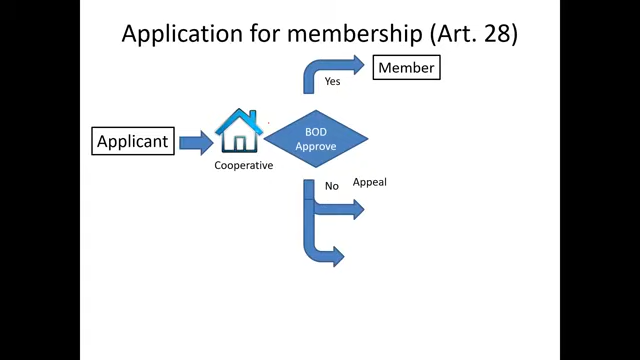 Application for membership (Art. 28)
Member
Yes
Applicant
BOD
Approve
Cooperative
No
Appeal